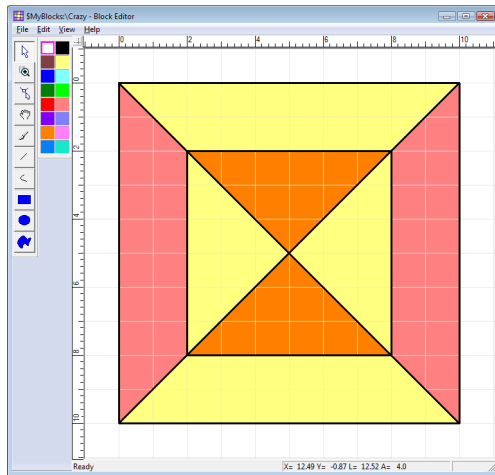 $MyBlocks:\Crazy - Block Editor
File Edit View Help
0 2 4 6 8 10
0
2
4
6
8
10
Ready X= 12.49 Y= -0.87 L= 12.52 A= 4.0